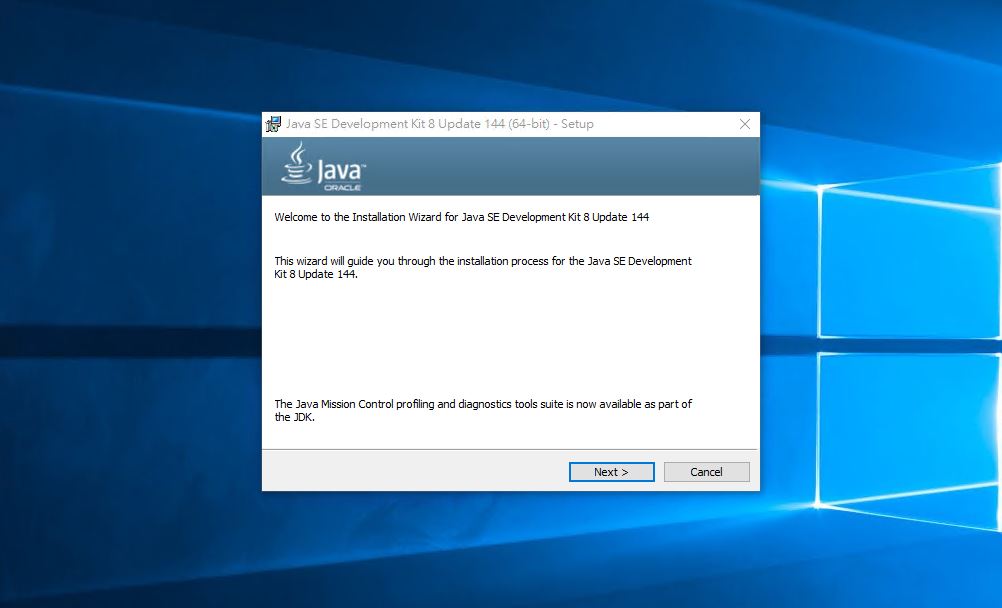 Java SE Development Kit 8 Update 144 (64-bit) - Setup
Java™
ORACLE
Welcome to the Installation Wizard for Java SE Development Kit 8 Update 144
This wizard will guide you through the installation process for the Java SE Development
Kit 8 Update 144.
The Java Mission Control profiling and diagnostics tools suite is now available as part of
the JDK.
Next >
Cancel